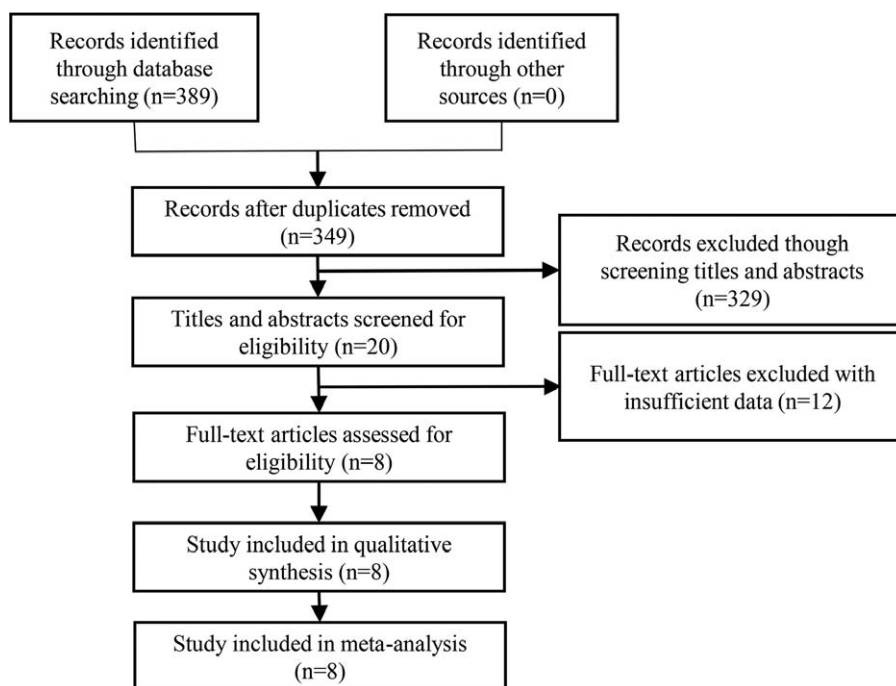 Records identified
through database
searching (n=389)
Records identified
through other
sources (n=0)
Records after duplicates removed
(n=349)
Records excluded though
screening titles and abstracts
(n=329)
Titles and abstracts screened for
eligibility (n=20)
Full-text articles excluded with
insufficient data (n=12)
Full-text articles assessed for
eligibility (n=8)
Study included in qualitative
synthesis (n=8)
Study included in meta-analysis
(n=8)